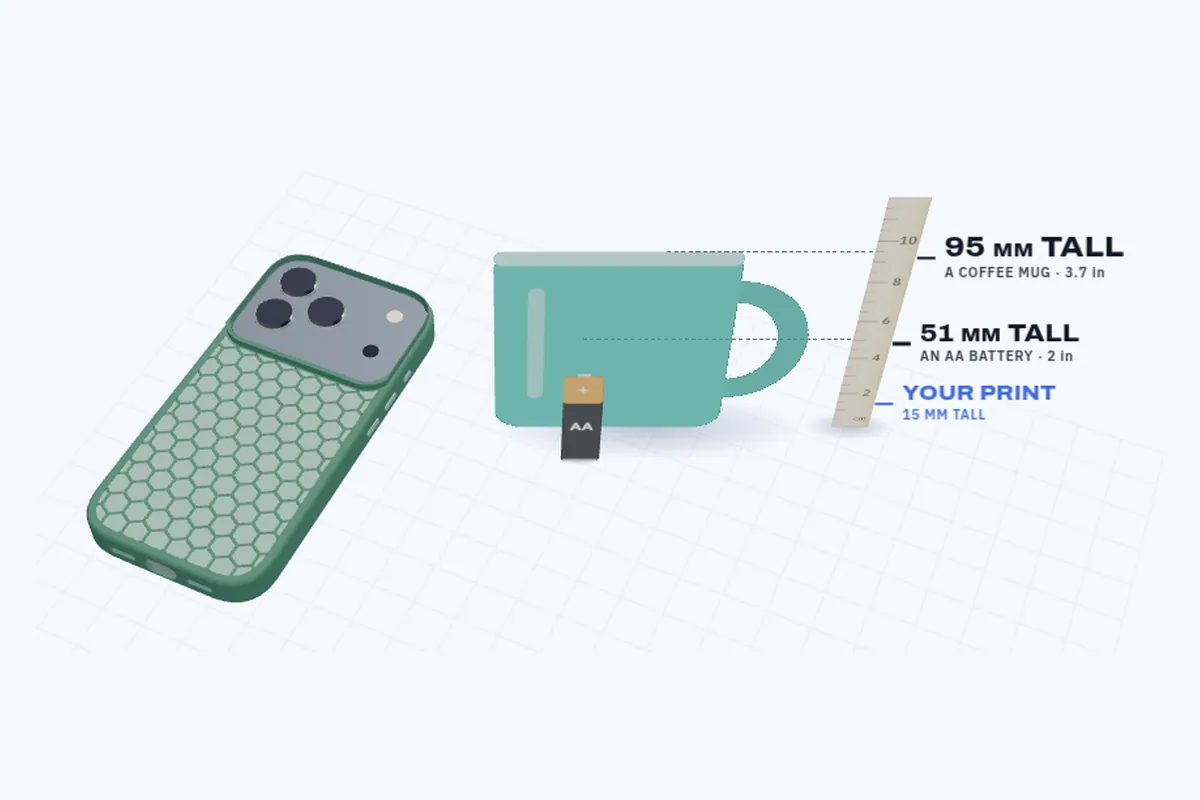 10
95 MM TALL
A COFFEE MUG · 3.7 in
8
6
51 MM TALL
AN AA BATTERY · 2 in
4
YOUR PRINT
15 MM TALL
2
cm
+
AA